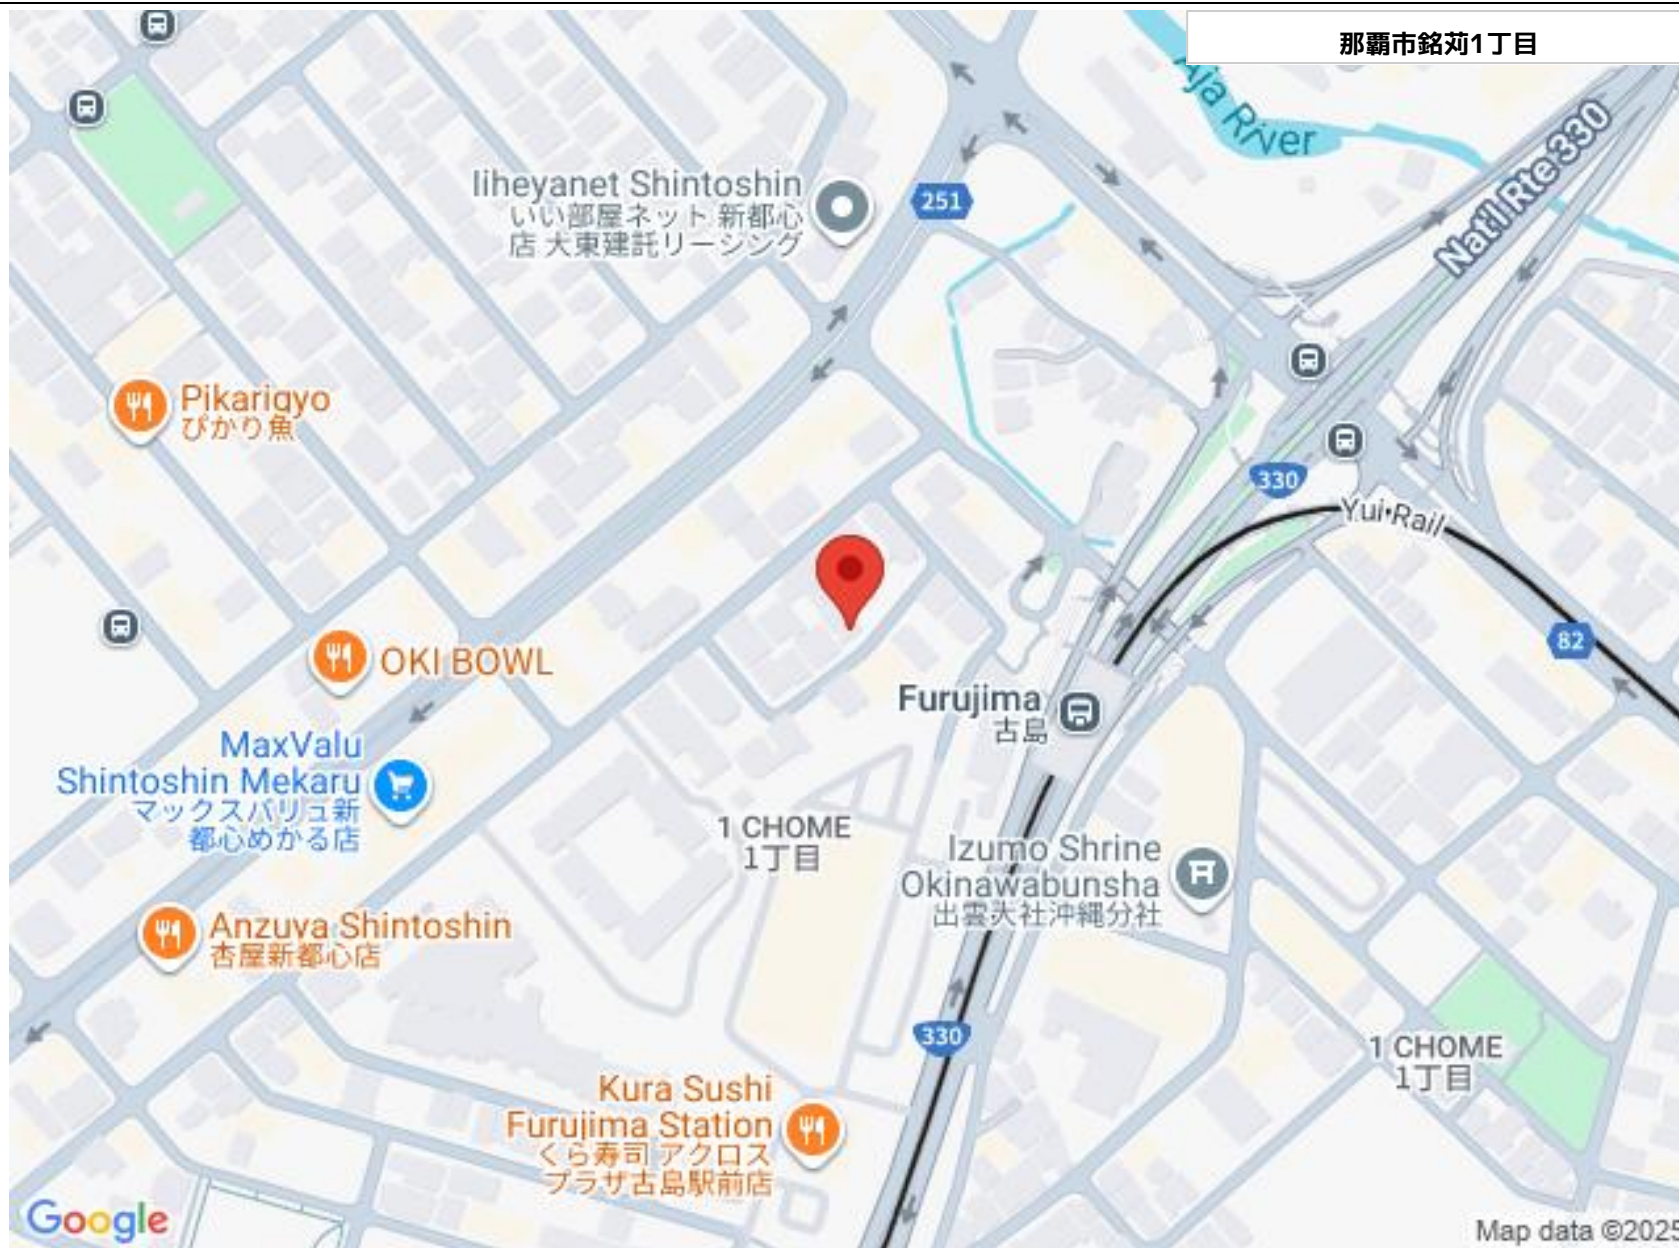 那覇市銘苅1丁目
Aja River
Nat'l Rte 330
Iiheyanet Shintoshin
いい部屋ネット 新都心
店 大東建託リーシング
251
Pikarigyo
ぴかり魚
330
Yui Rail
OKI BOWL
82
Furujima
古島
MaxValu
Shintoshin Mekaru
マックスバリュ新
都心めかる店
1 CHOME
1丁目
Izumo Shrine
Okinawabunsha
出雲大社沖縄分社
Anzuya Shintoshin
杏屋新都心店
330
1 CHOME
1丁目
Kura Sushi
Furujima Station
くら寿司 アクロス
プラザ古島駅前店
Google
Map data ©2025